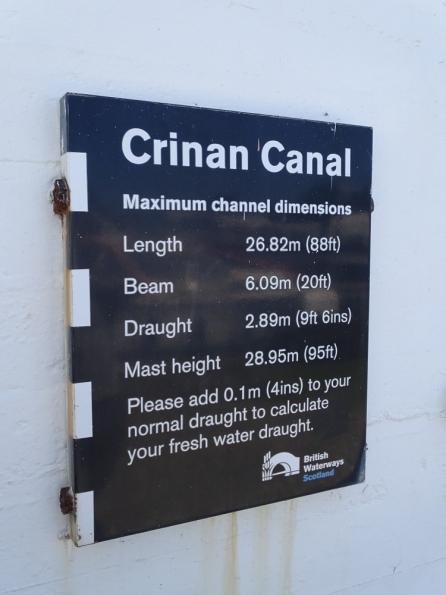 Crinan Canal
Maximum channel dimensions
Length 26.82m (88ft)
Beam 6.09m (20ft)
Draught 2.89m (9ft 6ins)
Mast height 28.95m (95ft)
Please add 0.1m (4ins) to your
normal draught to calculate
your fresh water draught.
British
Waterways
Scotland